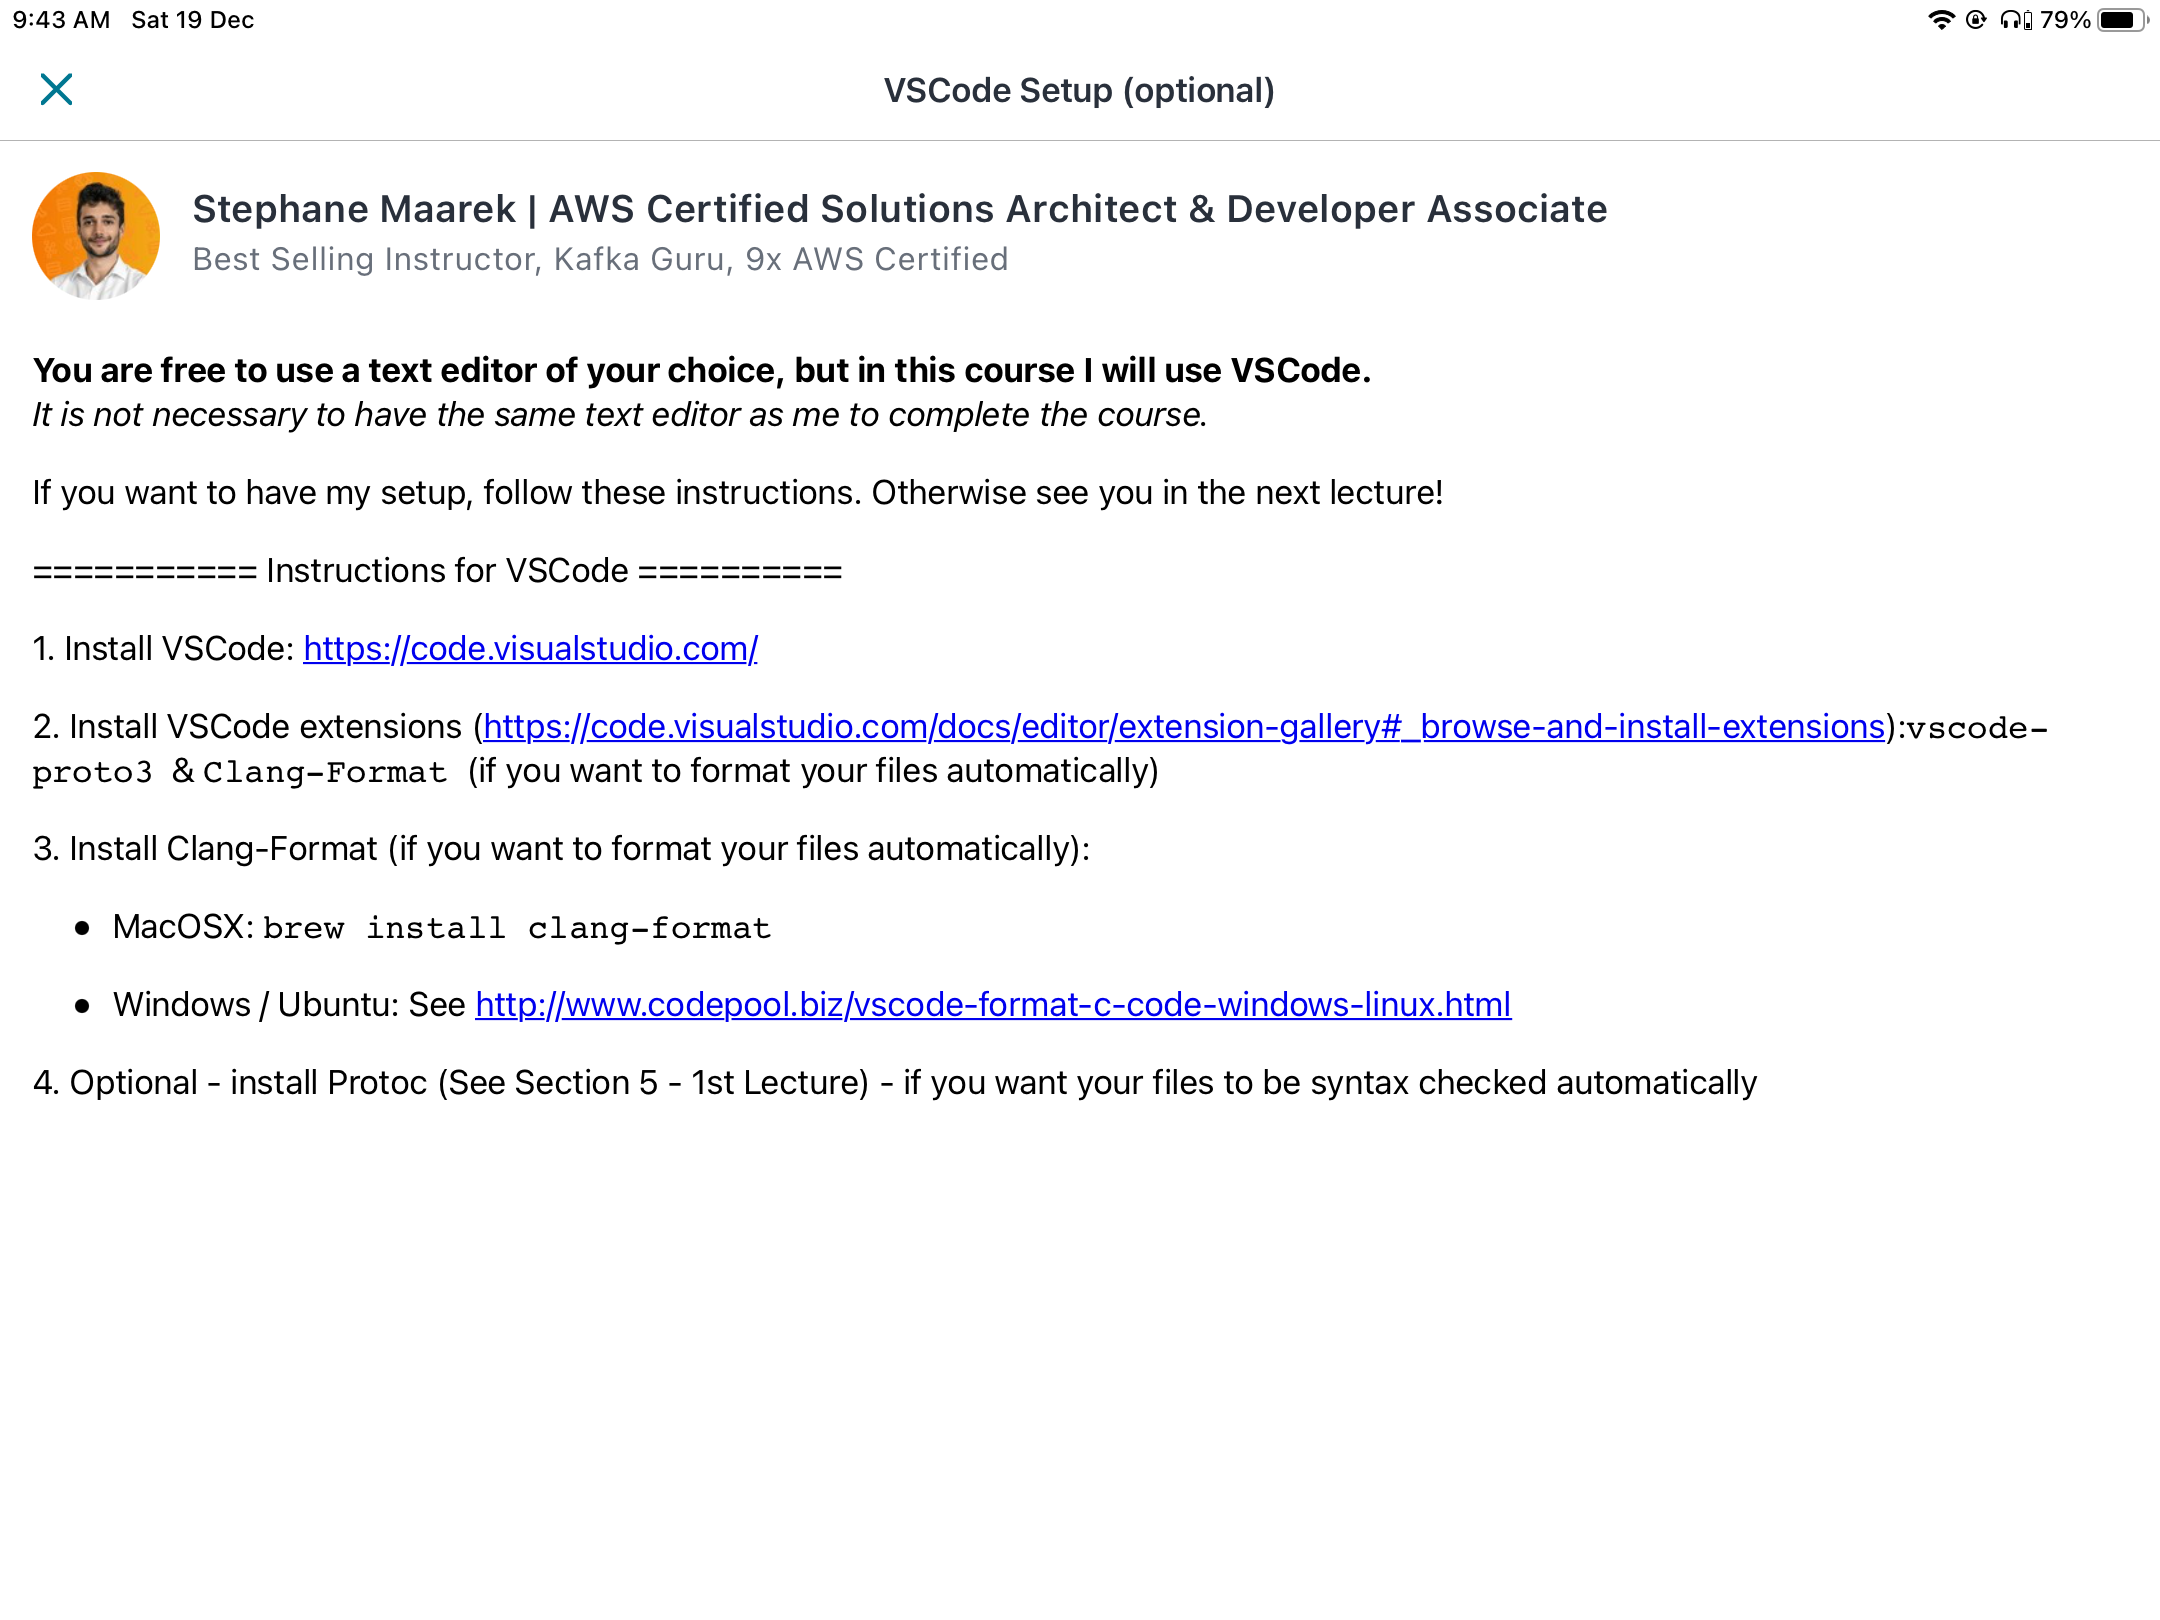 9:43 AM Sat 19 Dec 79%
VSCode Setup (optional)
Stephane Maarek | AWS Certified Solutions Architect & Developer Associate
Best Selling Instructor, Kafka Guru, 9x AWS Certified
You are free to use a text editor of your choice, but in this course I will use VSCode.
It is not necessary to have the same text editor as me to complete the course.
If you want to have my setup, follow these instructions. Otherwise see you in the next lecture!
=========== Instructions for VSCode ==========
1. Install VSCode: https://code.visualstudio.com/
2. Install VSCode extensions (https://code.visualstudio.com/docs/editor/extension-gallery#_browse-and-install-extensions):vscode-
proto3 & Clang-Format (if you want to format your files automatically)
3. Install Clang-Format (if you want to format your files automatically):
● MacOSX: brew install clang-format
● Windows / Ubuntu: See http://www.codepool.biz/vscode-format-c-code-windows-linux.html
4. Optional - install Protoc (See Section 5 - 1st Lecture) - if you want your files to be syntax checked automatically